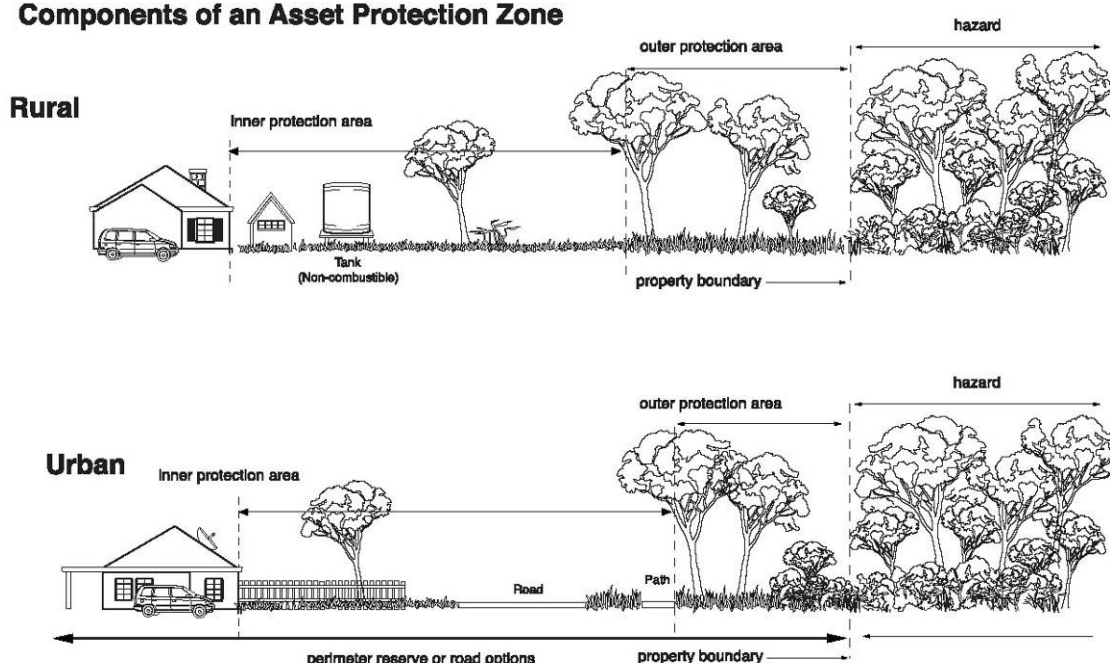 Components of an Asset Protection Zone
hazard
outer protection area
Rural
inner protection area
Tank
(Non-combustible)
property boundary
hazard
outer protection area
Urban
inner protection area
Road
Path
perimeter reserve or road options
property boundary